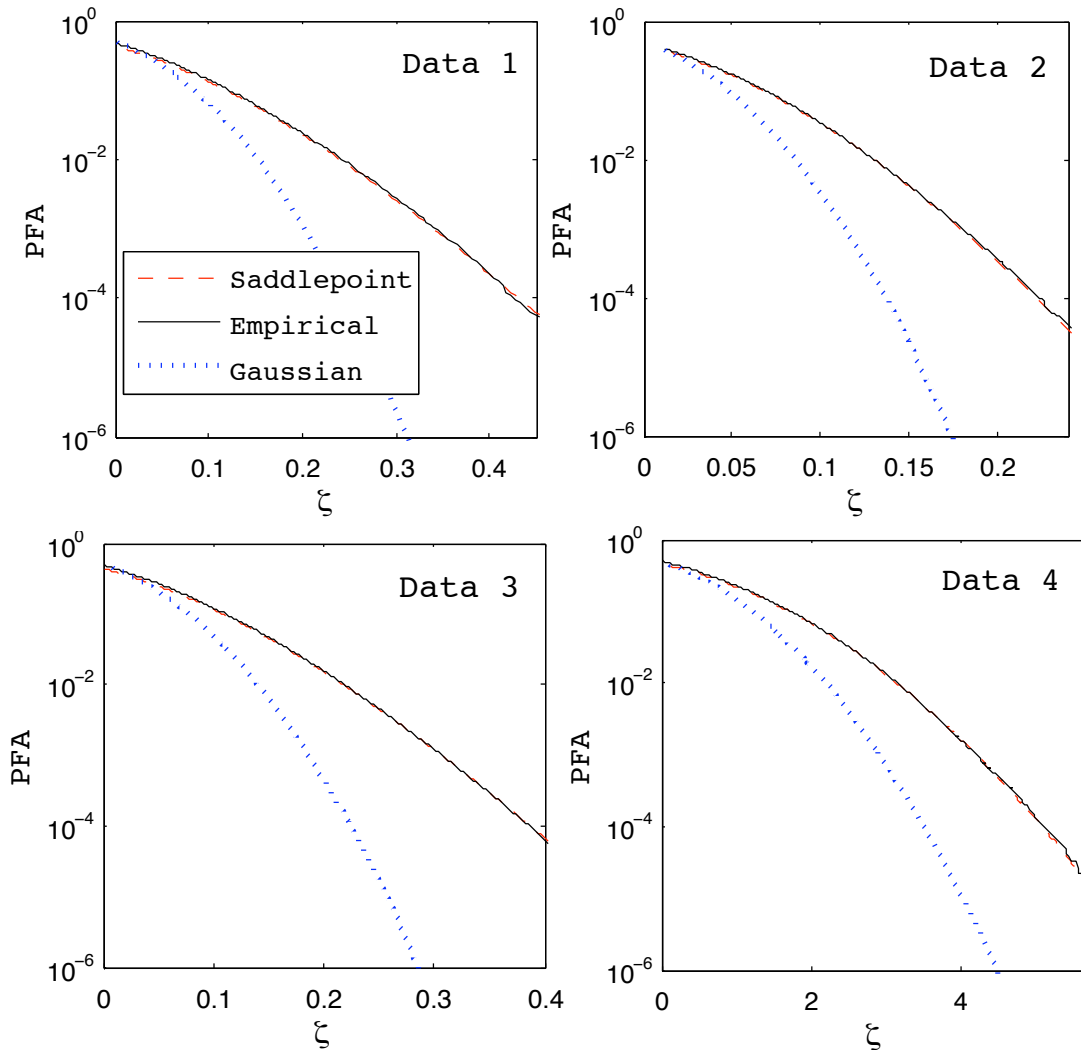 Data 1
10^0
10^-2
10^-4
10^-6
PFA
Saddlepoint
Empirical
Gaussian
0 0.1 0.2 0.3 0.4
ζ
Data 2
10^0
10^-2
10^-4
10^-6
PFA
0 0.05 0.1 0.15 0.2
ζ
Data 3
10^0
10^-2
10^-4
10^-6
PFA
0 0.1 0.2 0.3 0.4
ζ
Data 4
10^0
10^-2
10^-4
10^-6
PFA
0 2 4
ζ